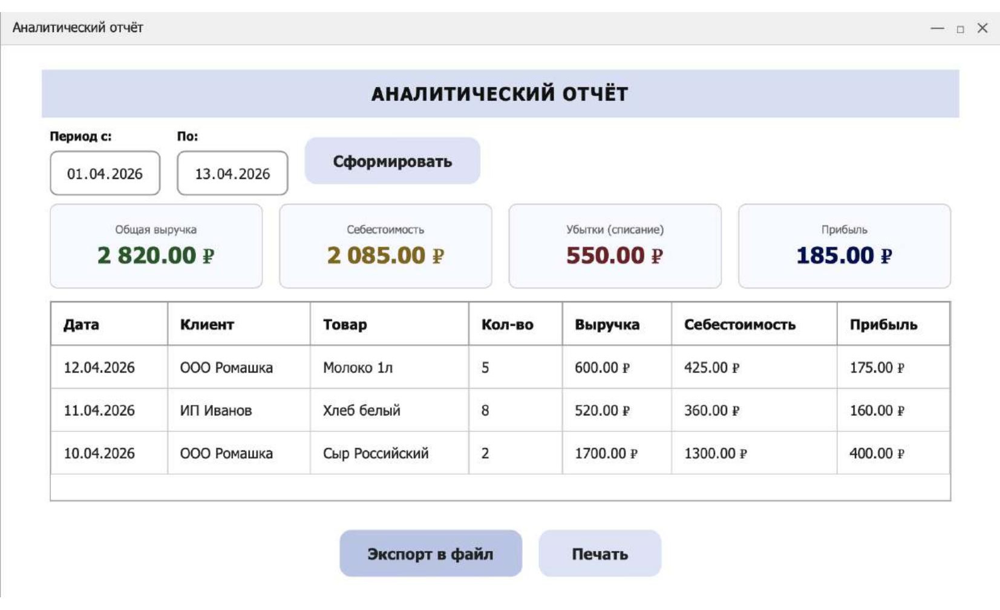 Аналитический отчёт
АНАЛИТИЧЕСКИЙ ОТЧЁТ
Период с: По:
01.04.2026 13.04.2026 Сформировать
Общая выручка Себестоимость Убытки (списание) Прибыль
2 820.00 ₽ 2 085.00 ₽ 550.00 ₽ 185.00 ₽
Дата Клиент Товар Кол-во Выручка Себестоимость Прибыль
12.04.2026 ООО Ромашка Молоко 1л 5 600.00 ₽ 425.00 ₽ 175.00 ₽
11.04.2026 ИП Иванов Хлеб белый 8 520.00 ₽ 360.00 ₽ 160.00 ₽
10.04.2026 ООО Ромашка Сыр Российский 2 1700.00 ₽ 1300.00 ₽ 400.00 ₽
Экспорт в файл Печать